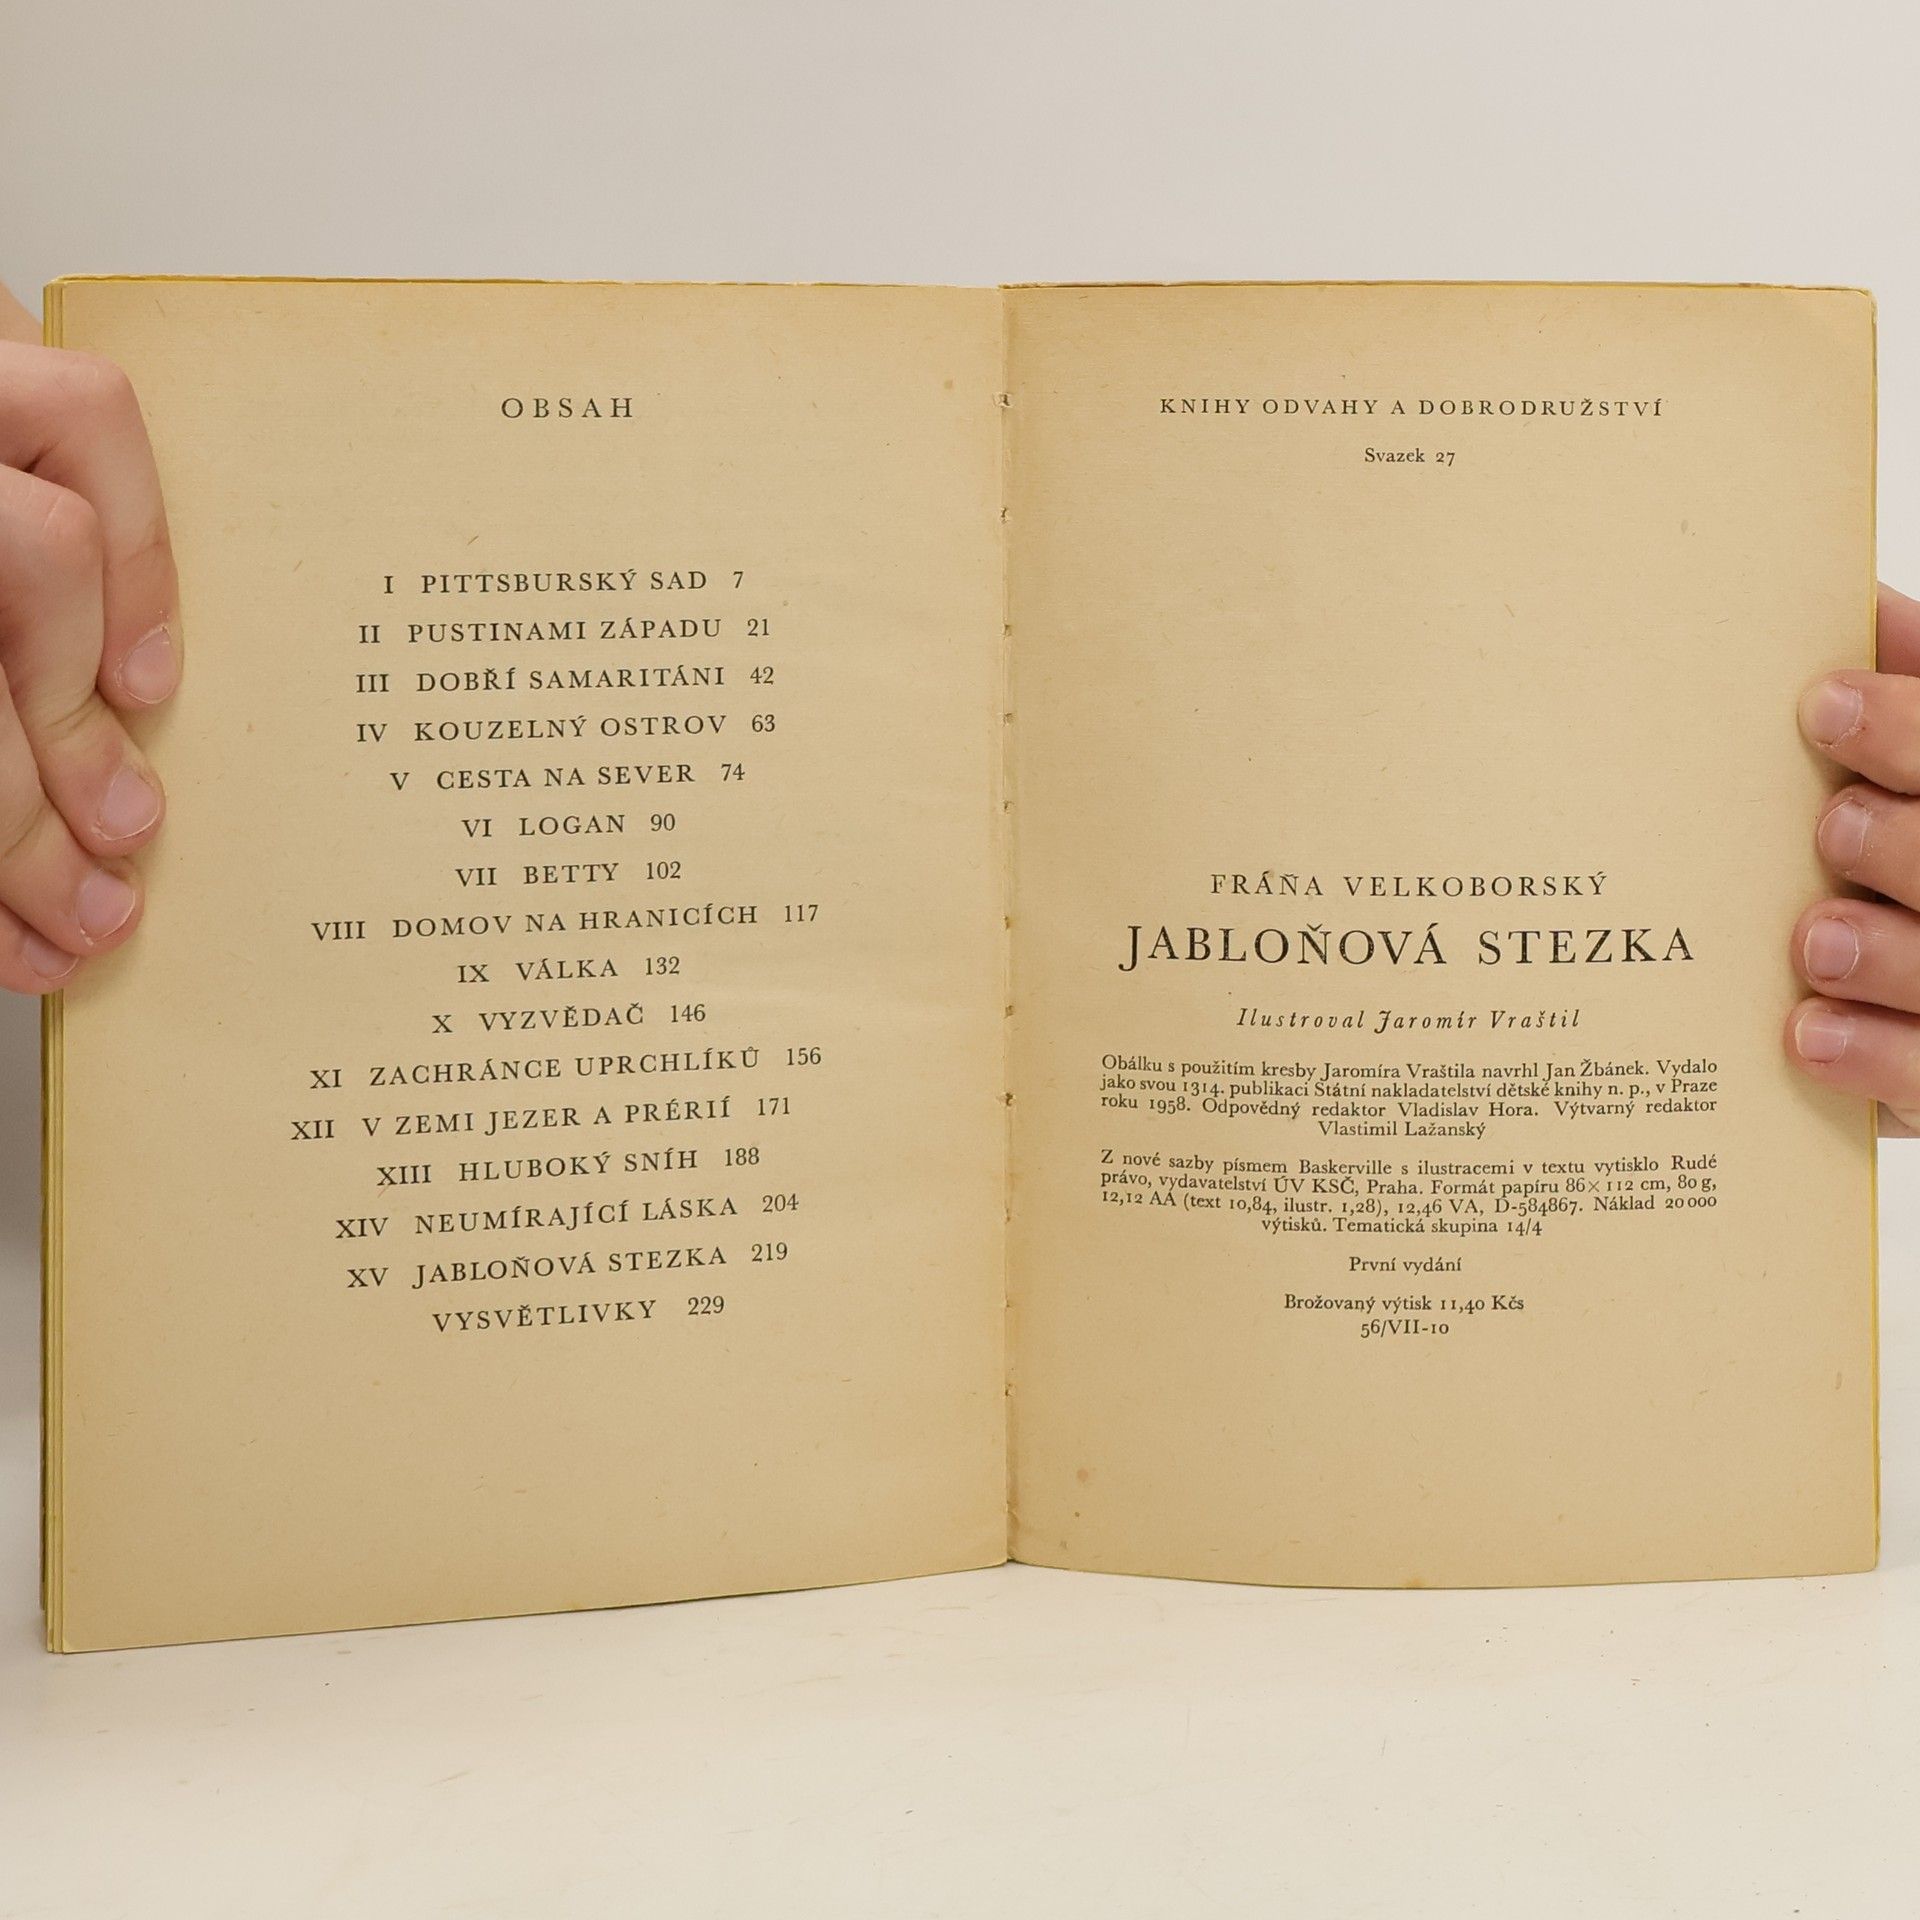 OBSAH
I PITTSBURSKÝ SAD 7
II PUSTINAMI ZÁPADU 21
III DOBŘÍ SAMARITÁNI 42
IV KOUZELNÝ OSTROV 63
V CESTA NA SEVER 74
VI LOGAN 90
VII BETTY 102
VIII DOMOV NA HRANICÍCH 117
IX VÁLKA 132
X VYZVĚDAČ 146
XI ZACHRÁNCE UPRCHLÍKŮ 156
XII V ZEMI JEZER A PRÉRIÍ 171
XIII HLUBOKÝ SNÍH 188
XIV NEUMÍRAJÍCÍ LÁSKA 204
XV JABLOŇOVÁ STEZKA 219
VYSVĚTLIVKY 229
KNIHY ODVAHY A DOBRODRUŽSTVÍ
Svazek 27
FRÁŇA VELKOBORSKÝ
JABLOŇOVÁ STEZKA
Ilustroval Jaromír Vraštil
Obálku s použitím kresby Jaromíra Vraštila navrhl Jan Žbánek. Vydalo
jako svou 1314. publikaci Státní nakladatelství dětské knihy n. p., v Praze
roku 1958. Odpovědný redaktor Vladislav Hora. Výtvarný redaktor
Vlastimil Lažanský
Z nové sazby písmem Baskerville s ilustracemi v textu vytisklo Rudé
právo, vydavatelství ÚV KSČ, Praha. Formát papíru 86×112 cm, 80 g,
12,12 AA (text 10,84, ilustr. 1,28), 12,46 VA, D-584867. Náklad 20 000
výtisků. Tematická skupina 14/4
První vydání
Brožovaný výtisk 11,40 Kčs
56/VII-10